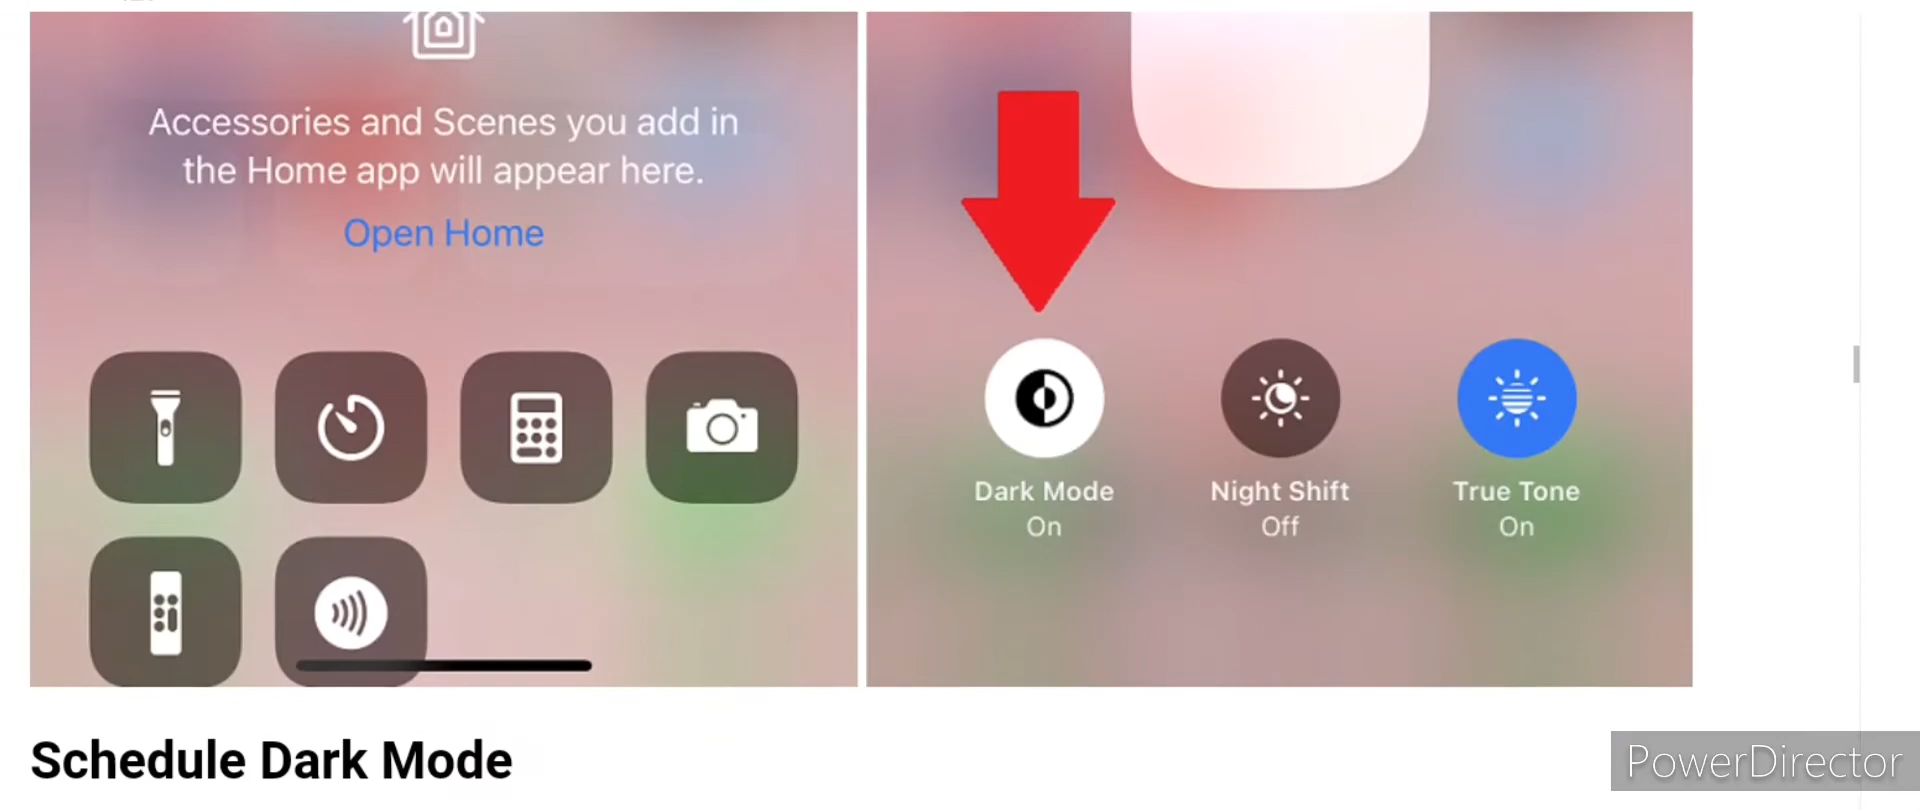 Accessories and Scenes you add in
the Home app will appear here.
Open Home
Dark Mode
On
Night Shift
Off
True Tone
On
Schedule Dark Mode
PowerDirector